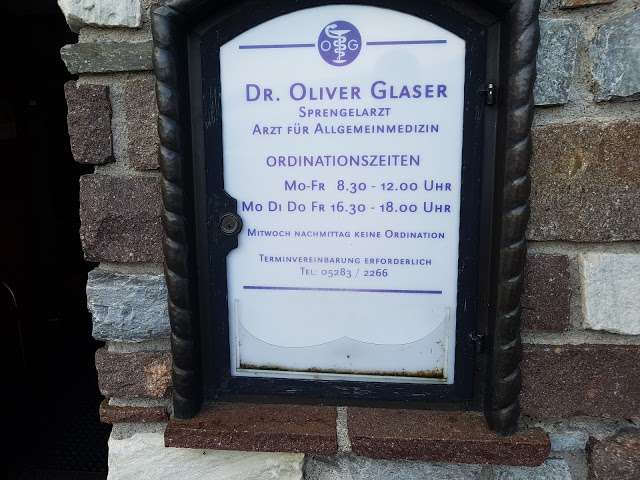 O G
Dr. Oliver Glaser
Sprengelarzt
Arzt für Allgemeinmedizin
ORDINATIONSZEITEN
Mo-Fr 8.30 - 12.00 Uhr
Mo Di Do Fr 16.30 - 18.00 Uhr
Mitwoch nachmittag keine Ordination
Terminvereinbarung erforderlich
Tel: 05283 / 2266